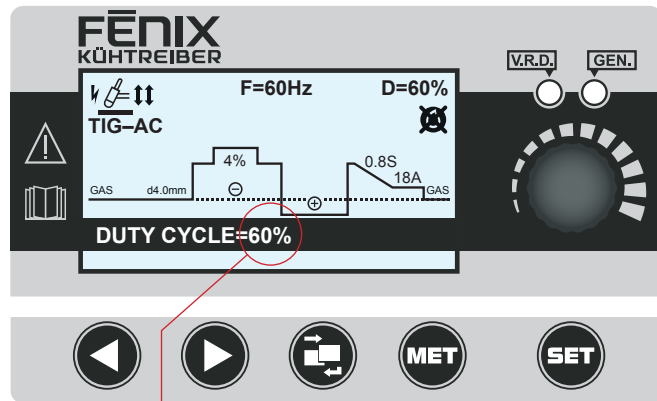 FĒNIX
KÜHTREIBER
V.R.D. GEN.
F=60Hz D=60%
TIG–AC
4% 0.8S
18A
GAS d4.0mm GAS
DUTY CYCLE=60%
MET SET